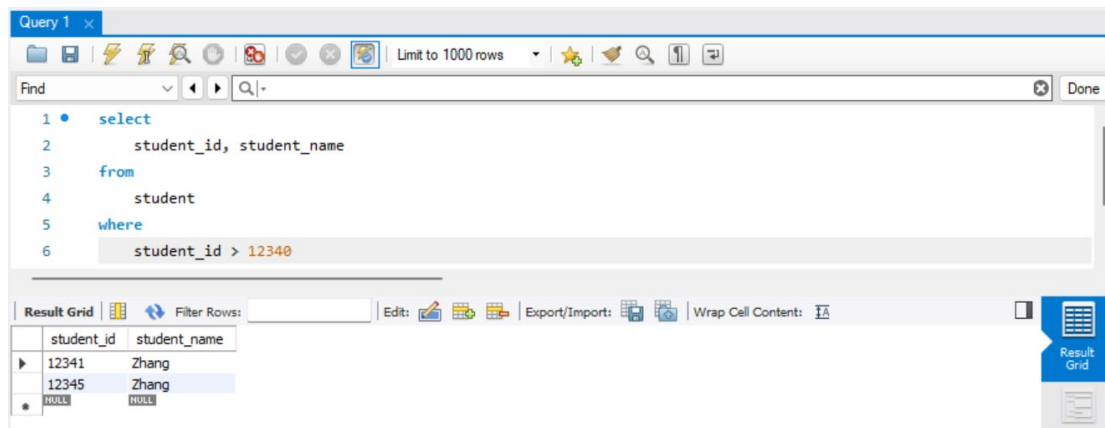 Query 1
Limit to 1000 rows
Find Done
1 select
2 student_id, student_name
3 from
4 student
5 where
6 student_id > 12340
Result Grid Filter Rows: Edit: Export/Import: Wrap Cell Content:
student_id student_name
12341 Zhang
12345 Zhang
NULL NULL
Result
Grid